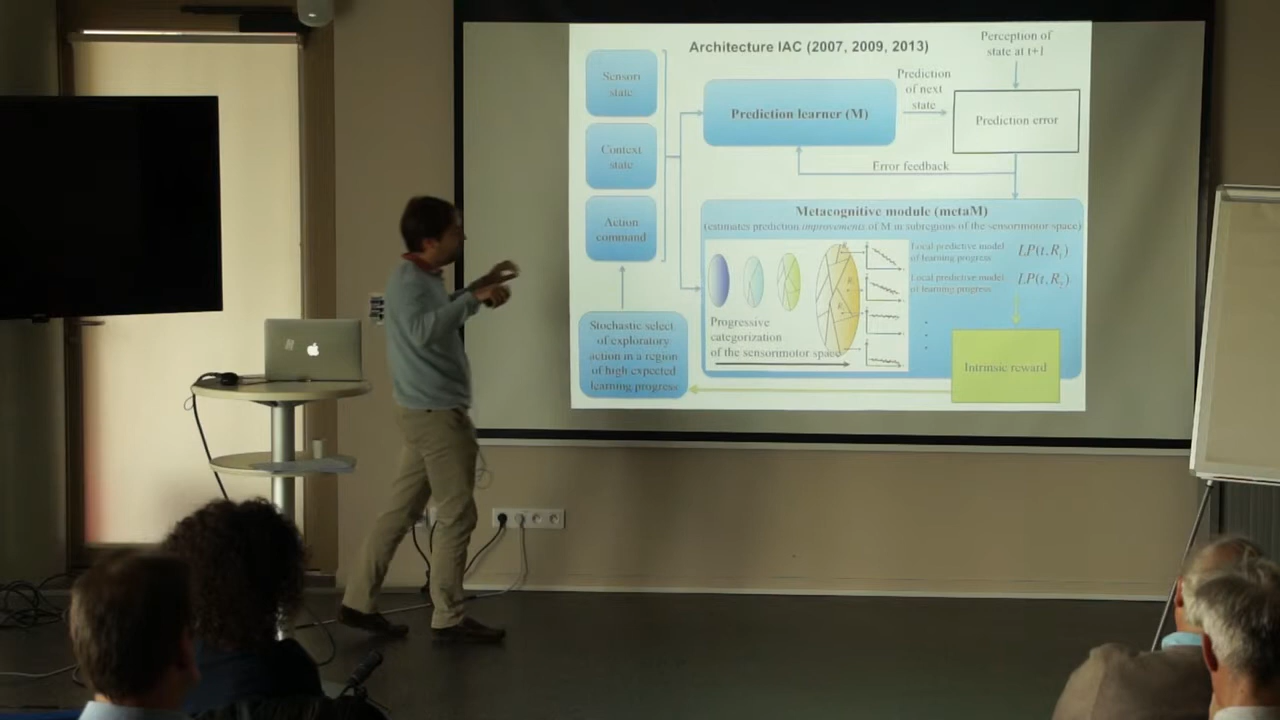 Architecture IAC (2007, 2009, 2013)
Perception of
state at t+1
Sensori
state
Context
state
Action
command
Prediction learner (M)
Prediction
of next
state
Prediction error
Error feedback
Metacognitive module (metaM)
(estimates prediction improvements of M in subregions of the sensorimotor space)
Local predictive model
of learning progress
LP(t,R₁)
Local predictive model
of learning progress
LP(t,R₂)
Progressive
categorization
of the sensorimotor space
Stochastic select
of exploratory
action in a region
of high expected
learning progress
Intrinsic reward